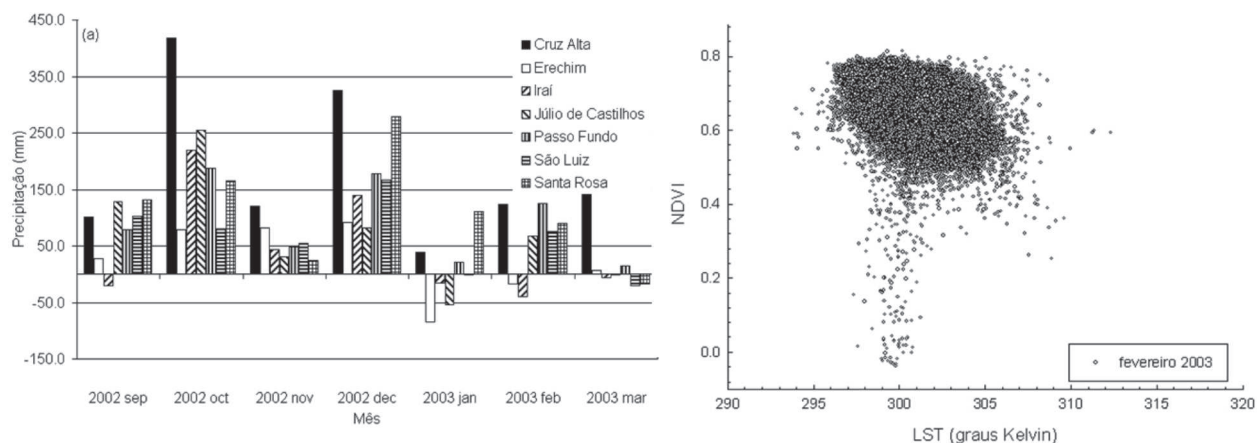 (a)
Precipitação (mm)
450.0
350.0
250.0
150.0
50.0
-50.0
-150.0
Cruz Alta
Erechim
Iraí
Júlio de Castilhos
Passo Fundo
São Luiz
Santa Rosa
2002 sep 2002 oct 2002 nov 2002 dec 2003 jan 2003 feb 2003 mar
Mês
NDVI
0.8
0.6
0.4
0.2
0.0
fevereiro 2003
290 295 300 305 310 315 320
LST (graus Kelvin)